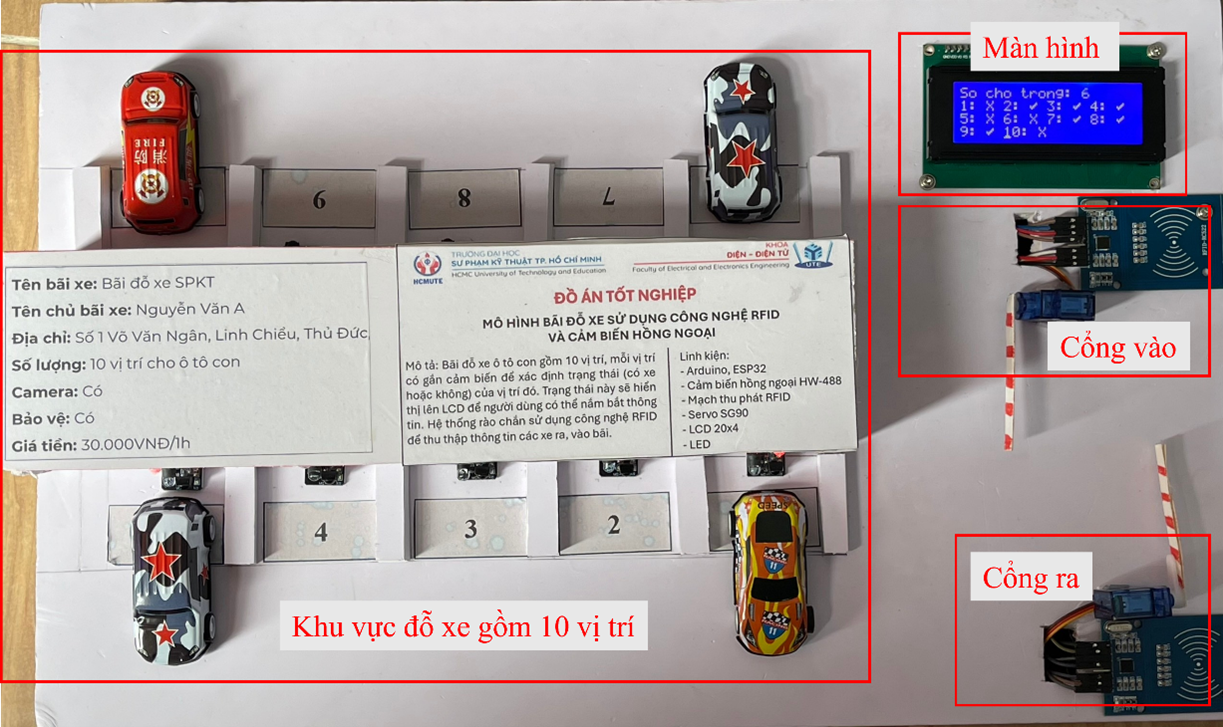 Màn hình
So cho trong: 6
1: X 2: ✓ 3: ✓ 4: ✓
5: X 6: X 7: ✓ 8: ✓
9: ✓ 10: X
消防
FIRE
9
8
7
Cổng vào
RFID-RC522
Tên bãi xe: Bãi đỗ xe SPKT
Tên chủ bãi xe: Nguyễn Văn A
Địa chỉ: Số 1 Võ Văn Ngân, Linh Chiểu, Thủ Đức
Số lượng: 10 vị trí cho ô tô con
Camera: Có
Bảo vệ: Có
Giá tiền: 30.000VNĐ/1h
HCMUTE
TRƯỜNG ĐẠI HỌC
SƯ PHẠM KỸ THUẬT TP. HỒ CHÍ MINH
HCMC University of Technology and Education
KHOA
ĐIỆN - ĐIỆN TỬ
Faculty of Electrical and Electronics Engineering
UTE
ĐỒ ÁN TỐT NGHIỆP
MÔ HÌNH BÃI ĐỖ XE SỬ DỤNG CÔNG NGHỆ RFID
VÀ CẢM BIẾN HỒNG NGOẠI
Mô tả: Bãi đỗ xe ô tô con gồm 10 vị trí, mỗi vị trí
có gắn cảm biến để xác định trạng thái (có xe
hoặc không) của vị trí đó. Trạng thái này sẽ hiển
thị lên LCD để người dùng có thể nắm bắt thông
tin. Hệ thống rào chắn sử dụng công nghệ RFID
để thu thập thông tin các xe ra, vào bãi.
Linh kiện:
- Arduino, ESP32
- Cảm biến hồng ngoại HW-488
- Mạch thu phát RFID
- Servo SG90
- LCD 20x4
- LED
4
3
2
SPEED
11
11
Khu vực đỗ xe gồm 10 vị trí
Cổng ra